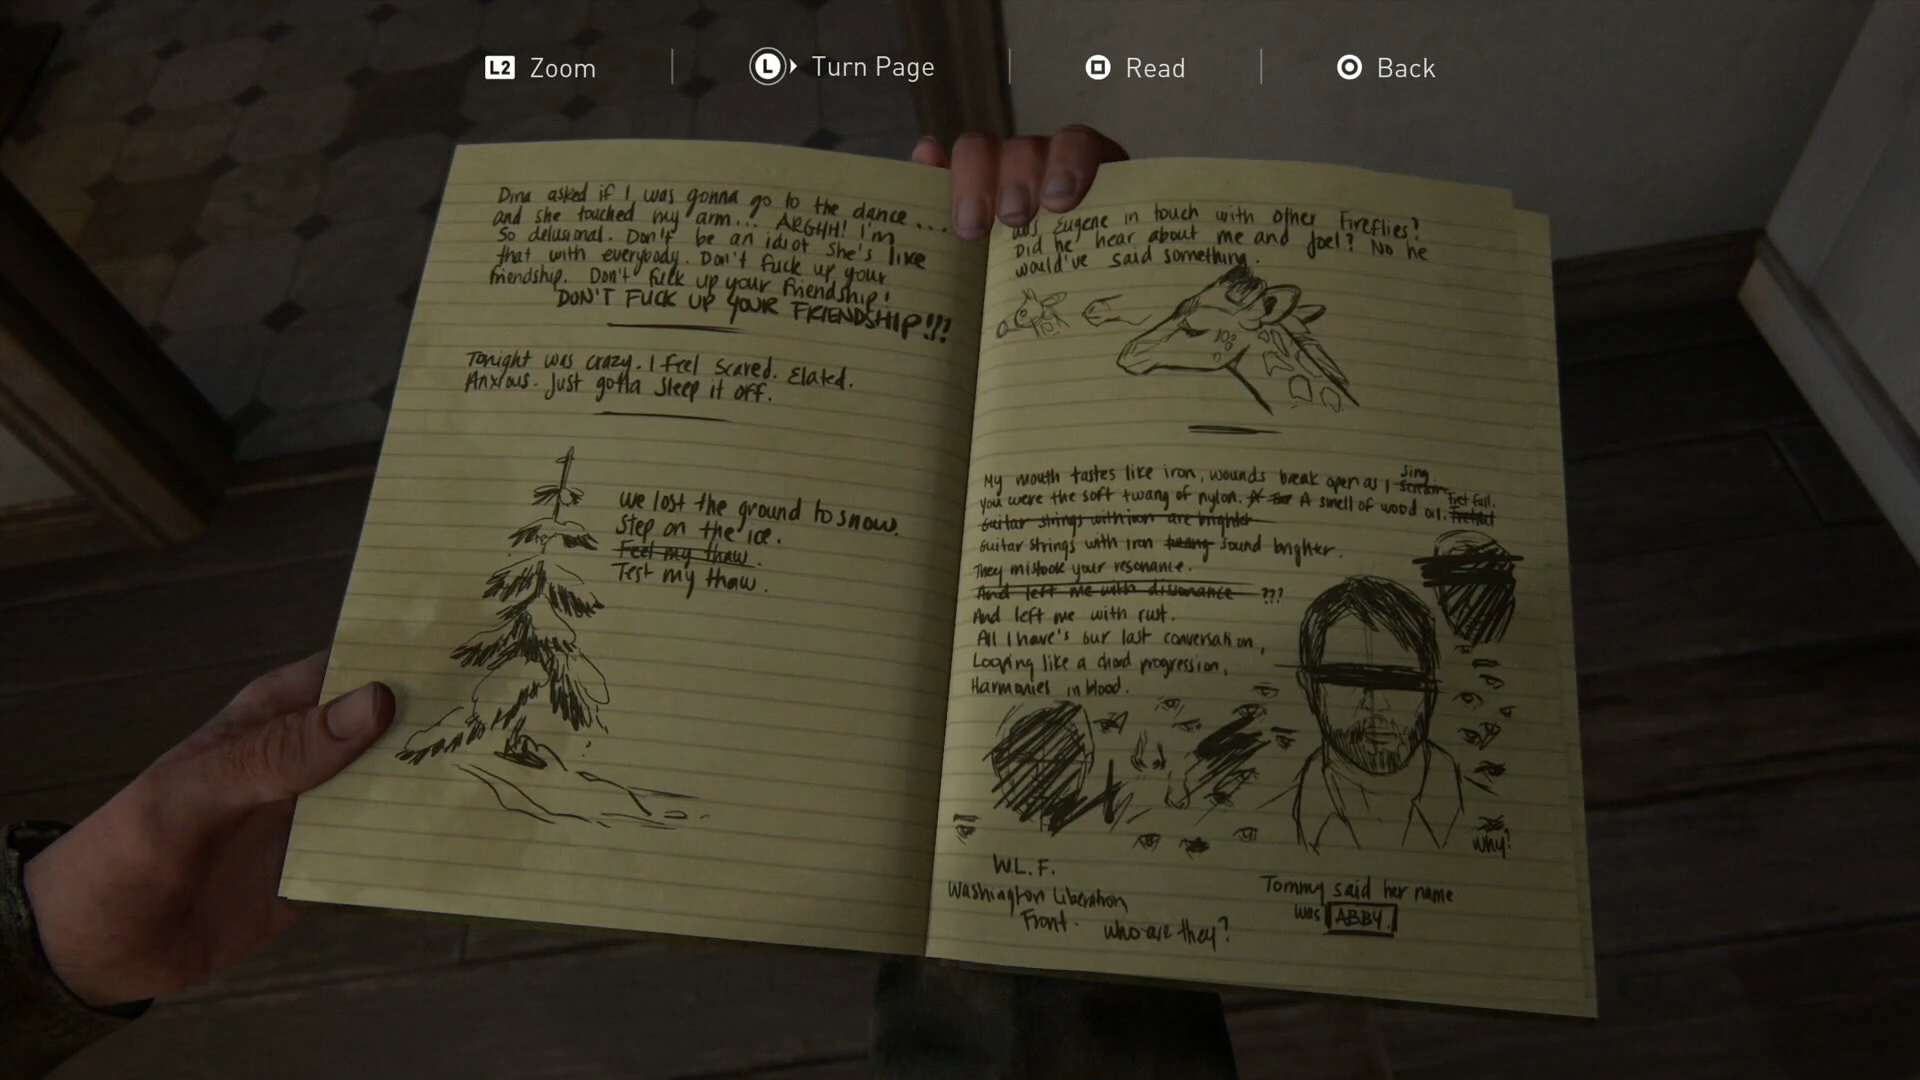 L2 Zoom
L Turn Page
Read
Back
Dina asked if I was gonna go to the dance...
and she touched my arm... ARGHH! I'm
so delusional. Don't be an idiot. She's like
that with everybody. Don't fuck up your
friendship. Don't fuck up your friendship!
DON'T FUCK UP YOUR FRIENDSHIP!!!
Tonight was crazy. I feel scared. Elated.
Anxious. Just gotta sleep it off.
We lost the ground to snow.
Step on the ice.
Feel my thaw.
Test my thaw.
Was Eugene in touch with other Fireflies?
Did he hear about me and Joel? No he
would've said something.
My mouth tastes like iron, wounds break open as I scream sing
You were the soft twang of nylon. A smell of wood oil. Fretful Fret full.
Guitar strings with iron are brighter
Guitar strings with iron twang sound brighter.
They mistook your resonance.
And left me with dissonance ???
And left me with rust.
All I have's our last conversation,
Looping like a chord progression,
Harmonies in blood.
why?
W.L.F.
Washington Liberation
Front. who are they?
Tommy said her name
was ABBY.